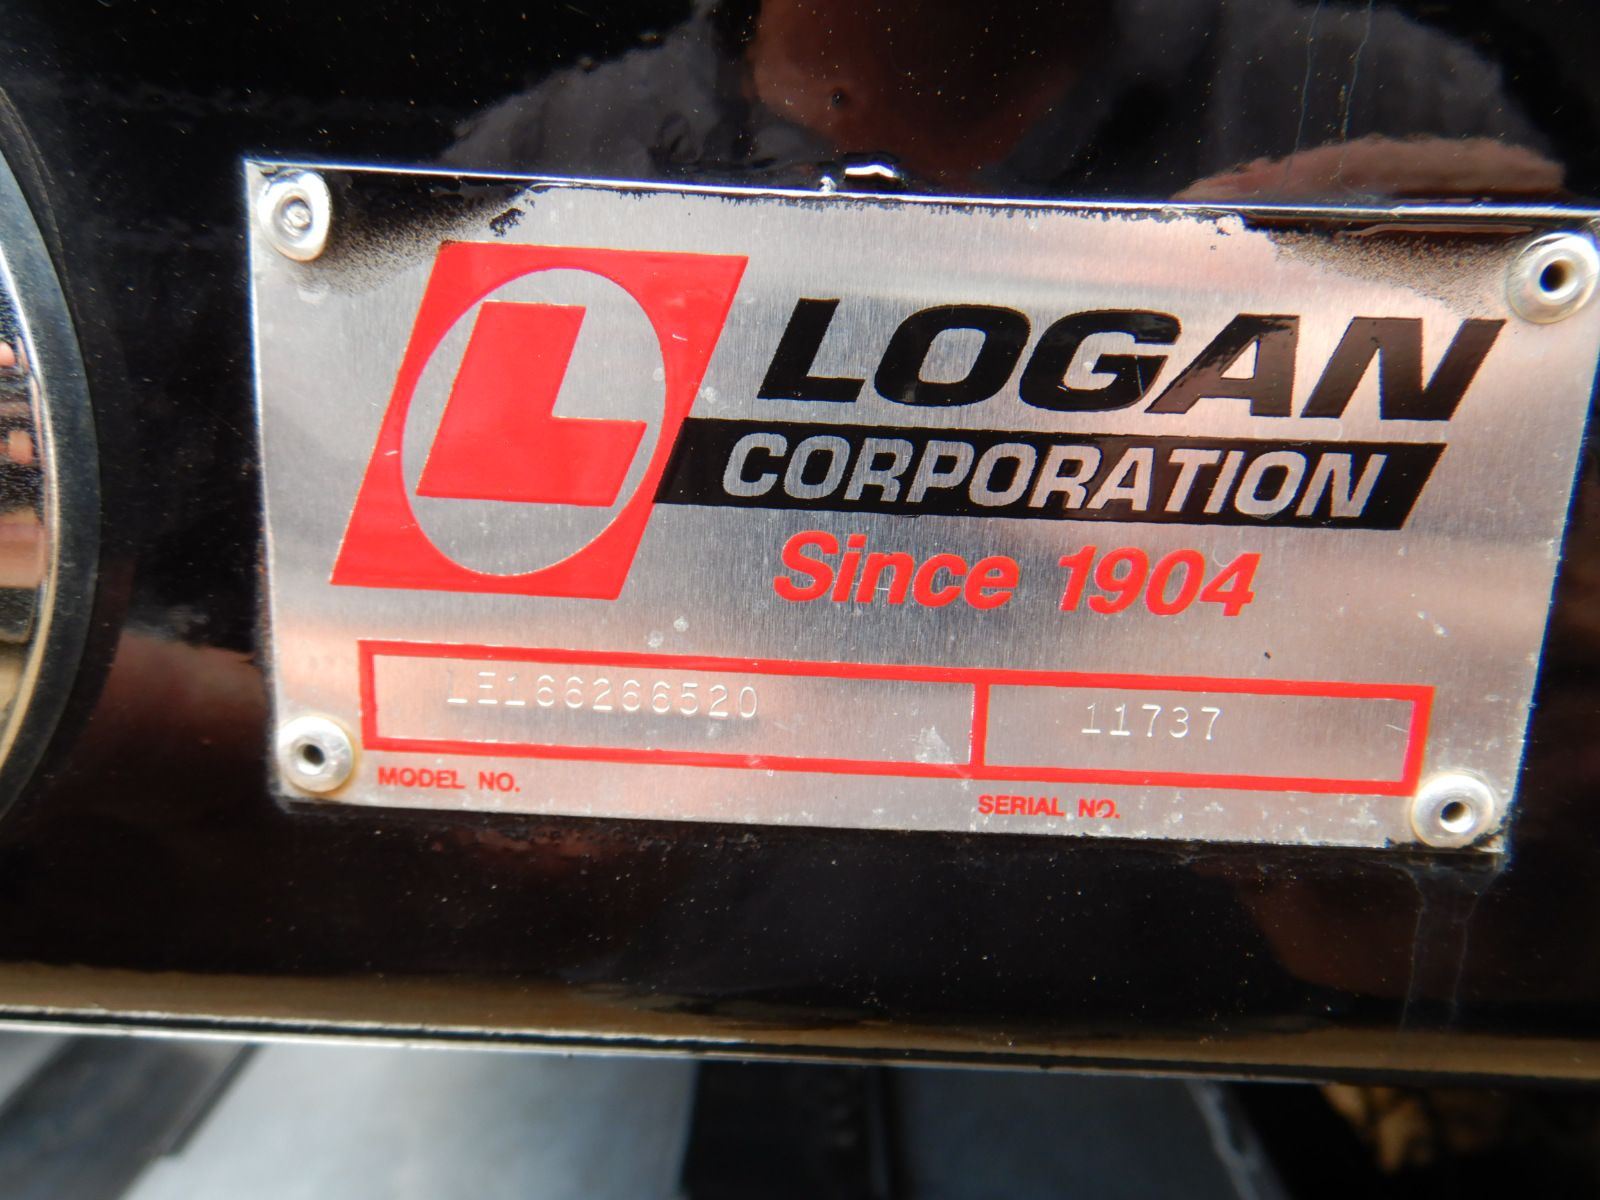 L
LOGAN
CORPORATION
Since 1904
LE166266520
11737
MODEL NO.
SERIAL NO.